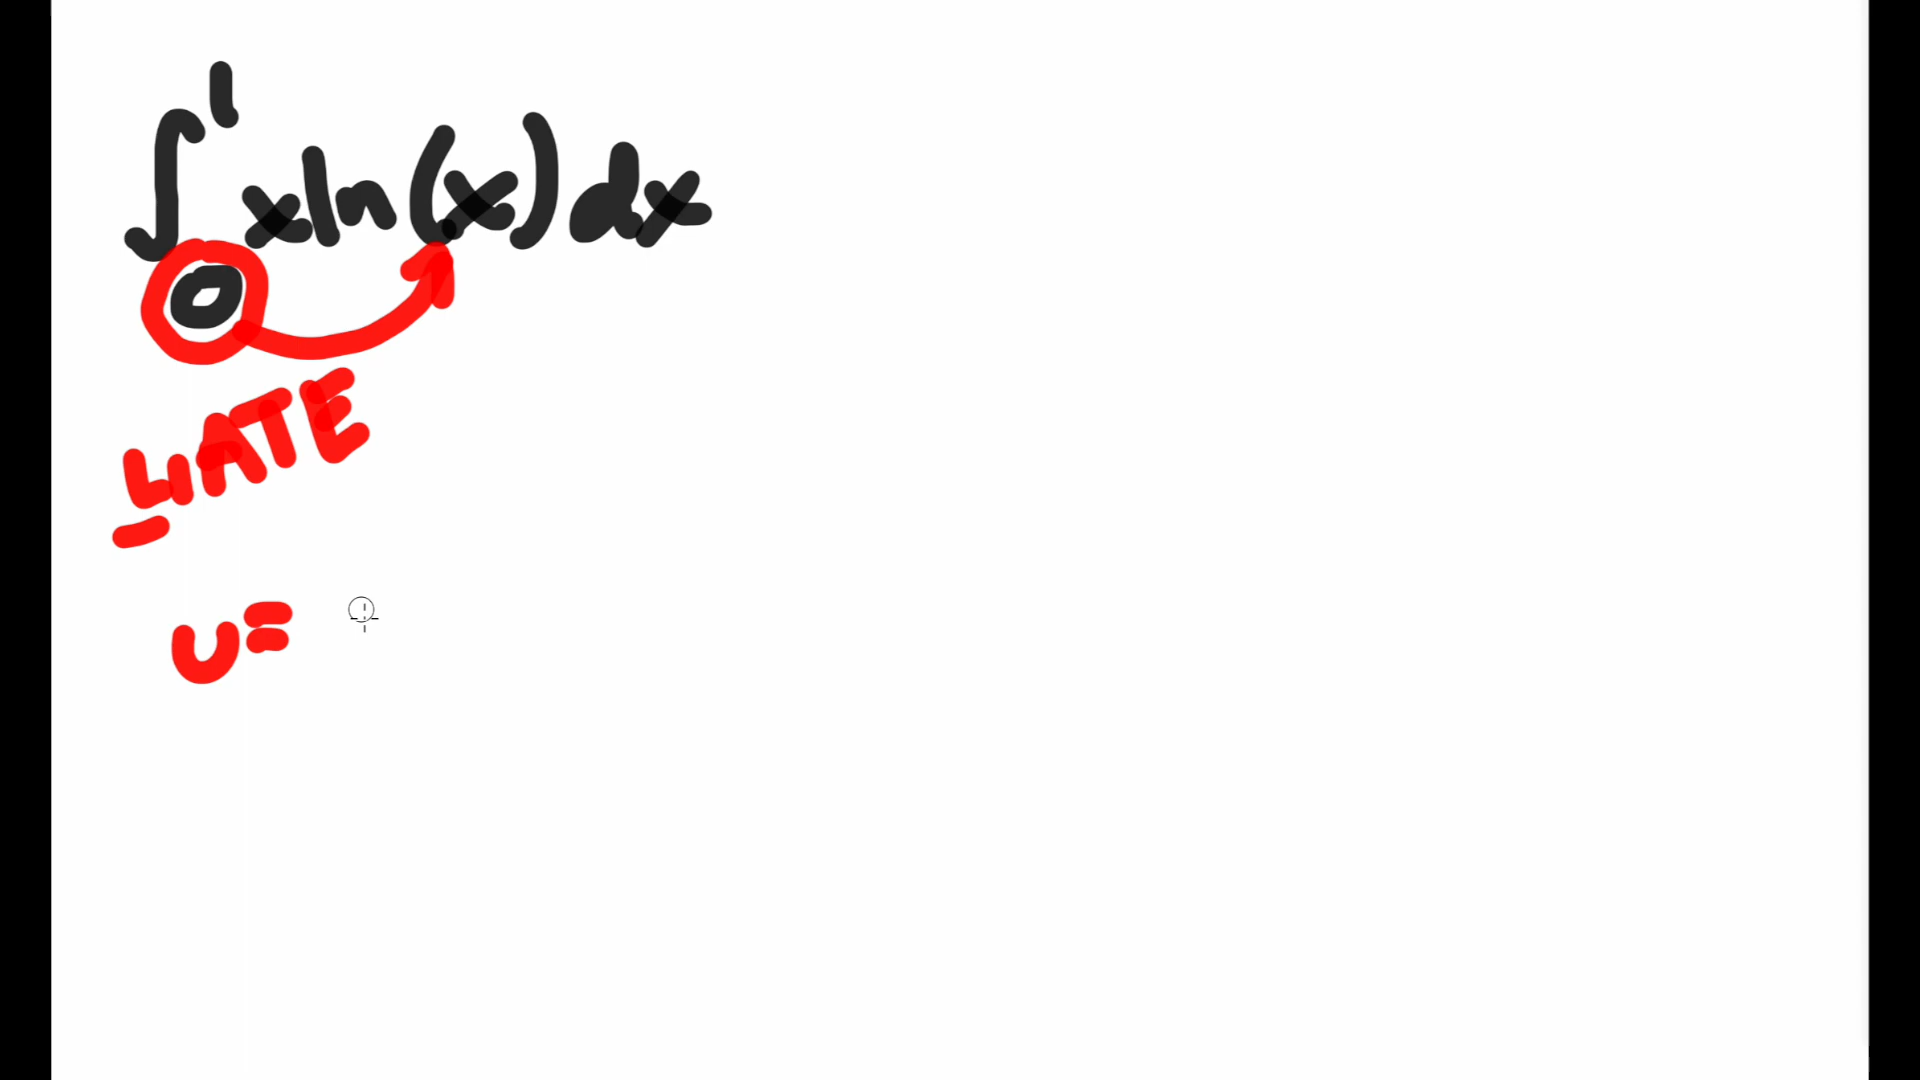 ∫₀¹ xln(x)dx
LIATE
u=